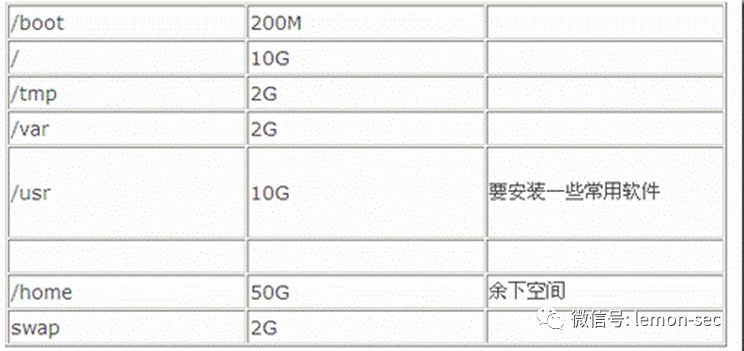 /boot 200M
/ 10G
/tmp 2G
/var 2G
/usr 10G 要安装一些常用软件
/home 50G 余下空间
swap 2G
微信号: lemon-sec